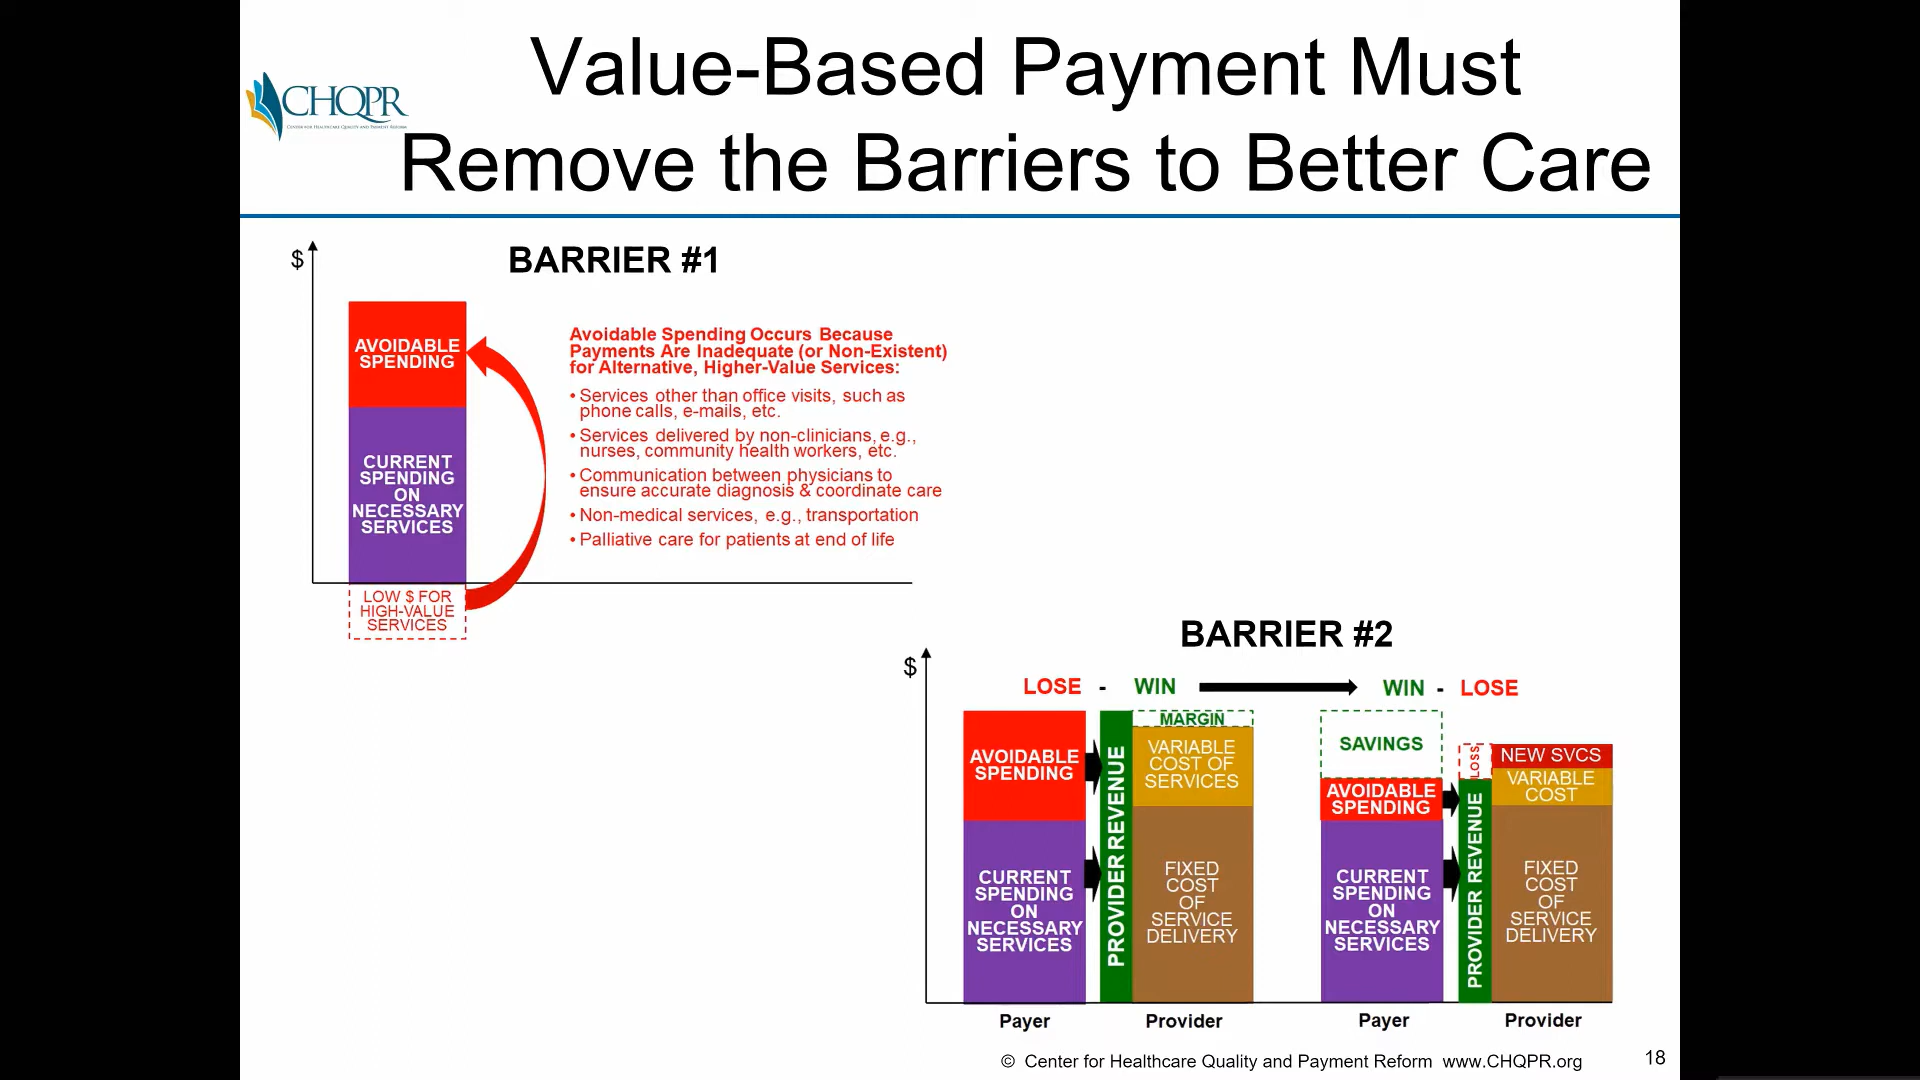 Value-Based Payment Must
Remove the Barriers to Better Care
CHQPR
CENTER FOR HEALTHCARE QUALITY AND PAYMENT REFORM
BARRIER #1
$
AVOIDABLE
SPENDING
CURRENT
SPENDING
ON
NECESSARY
SERVICES
LOW $ FOR
HIGH-VALUE
SERVICES
Avoidable Spending Occurs Because
Payments Are Inadequate (or Non-Existent)
for Alternative, Higher-Value Services:
• Services other than office visits, such as
phone calls, e-mails, etc.
• Services delivered by non-clinicians, e.g.,
nurses, community health workers, etc.
• Communication between physicians to
ensure accurate diagnosis & coordinate care
• Non-medical services, e.g., transportation
• Palliative care for patients at end of life
BARRIER #2
$
LOSE - WIN
WIN - LOSE
AVOIDABLE
SPENDING
CURRENT
SPENDING
ON
NECESSARY
SERVICES
PROVIDER REVENUE
MARGIN
VARIABLE
COST OF
SERVICES
FIXED
COST
OF
SERVICE
DELIVERY
SAVINGS
AVOIDABLE
SPENDING
CURRENT
SPENDING
ON
NECESSARY
SERVICES
LOSS
PROVIDER REVENUE
NEW SVCS
VARIABLE
COST
FIXED
COST
OF
SERVICE
DELIVERY
Payer
Provider
Payer
Provider
© Center for Healthcare Quality and Payment Reform www.CHQPR.org
18